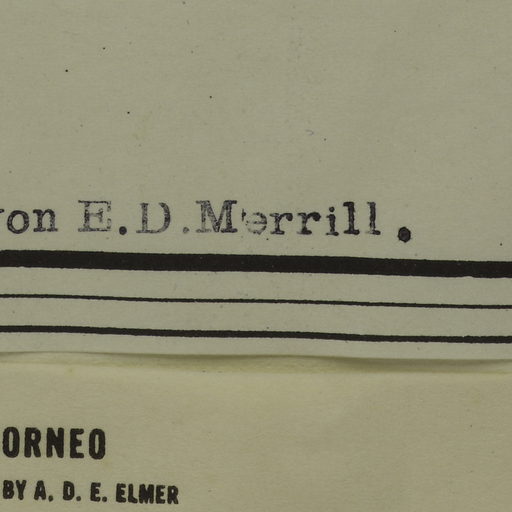 von E.D.Merrill.
ORNEO
BY A. D. E. ELMER